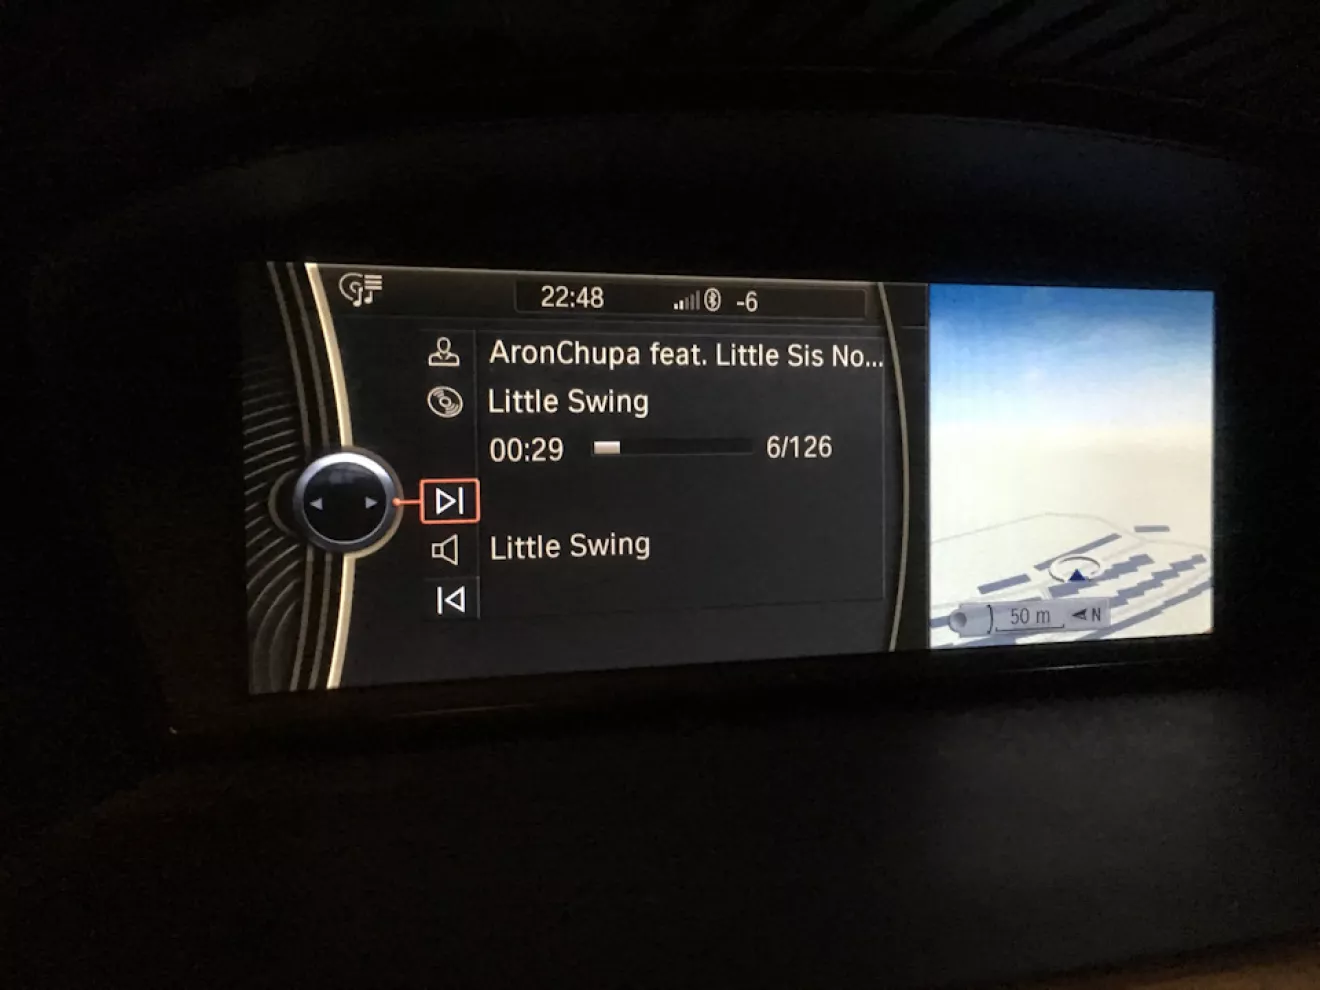 22:48 -6
AronChupa feat. Little Sis No...
Little Swing
00:29 6/126
Little Swing
50 m N